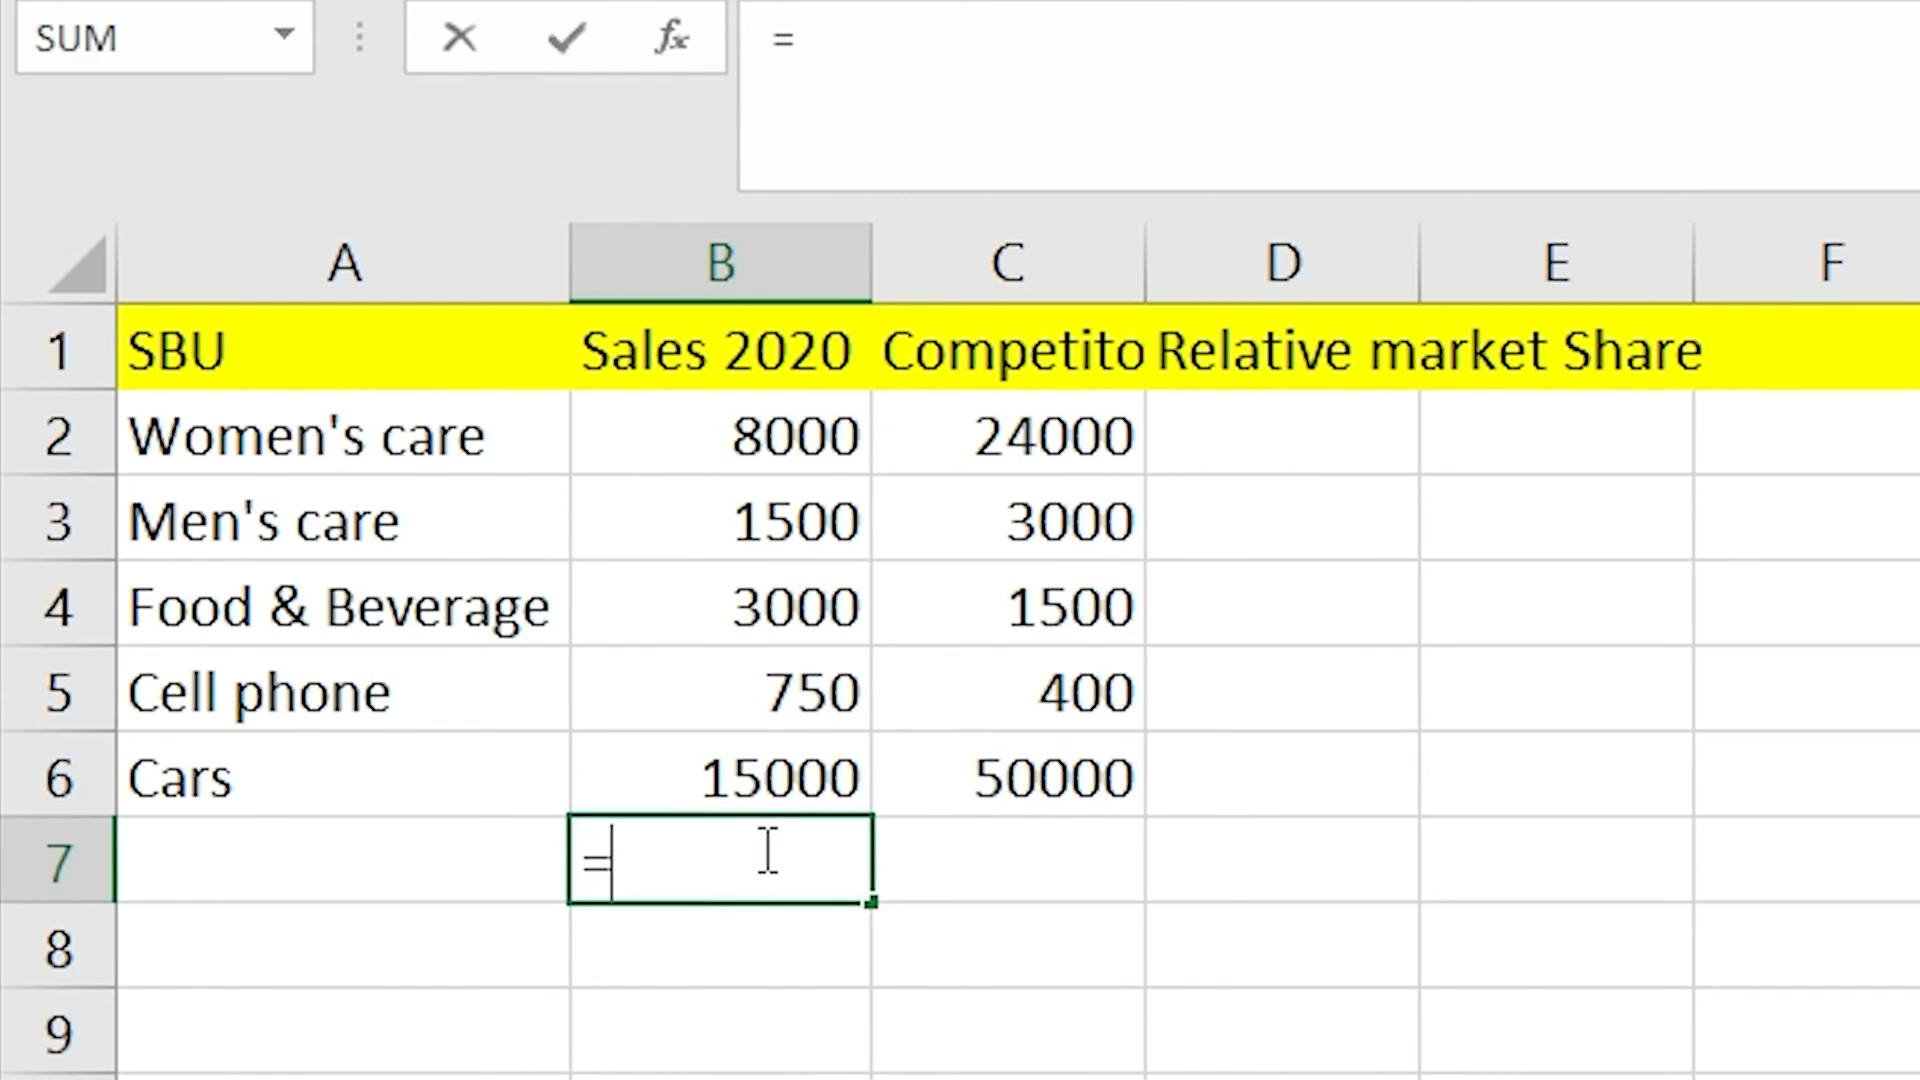 SUM fx =
A B C D E F
1 SBU Sales 2020 Competito Relative market Share
2 Women's care 8000 24000
3 Men's care 1500 3000
4 Food & Beverage 3000 1500
5 Cell phone 750 400
6 Cars 15000 50000
7 =
8
9